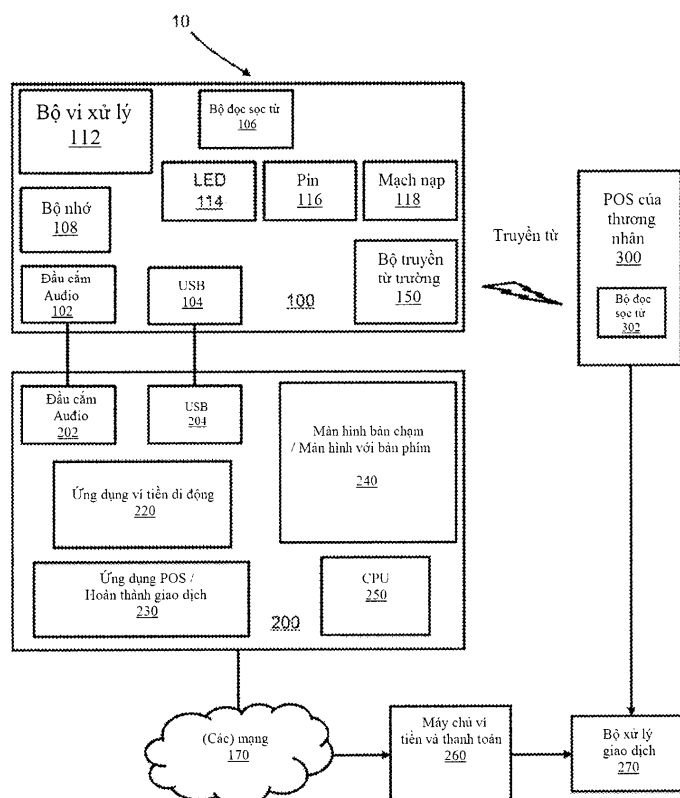 10
Bộ vi xử lý
112
Bộ đọc sọc từ
106
LED
114
Pin
116
Mạch nạp
118
Bộ nhớ
108
Đầu cắm
Audio
102
USB
104
100
Bộ truyền
từ trường
150
Truyền từ
POS của
thương
nhân
300
Bộ đọc
sọc từ
302
Đầu cắm
Audio
202
USB
204
Màn hình bàn chạm
/ Màn hình với bàn phím
240
Ứng dụng ví tiền di động
220
Ứng dụng POS /
Hoàn thành giao dịch
230
200
CPU
250
(Các) mạng
170
Máy chủ ví
tiền và thanh toán
260
Bộ xử lý
giao dịch
270